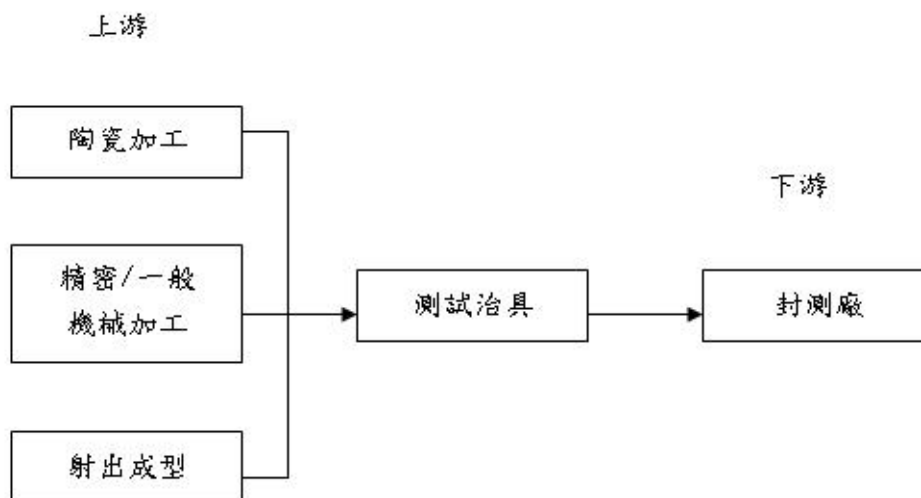 上游
陶瓷加工
下游
精密/一般
機械加工
測試治具
封測廠
射出成型